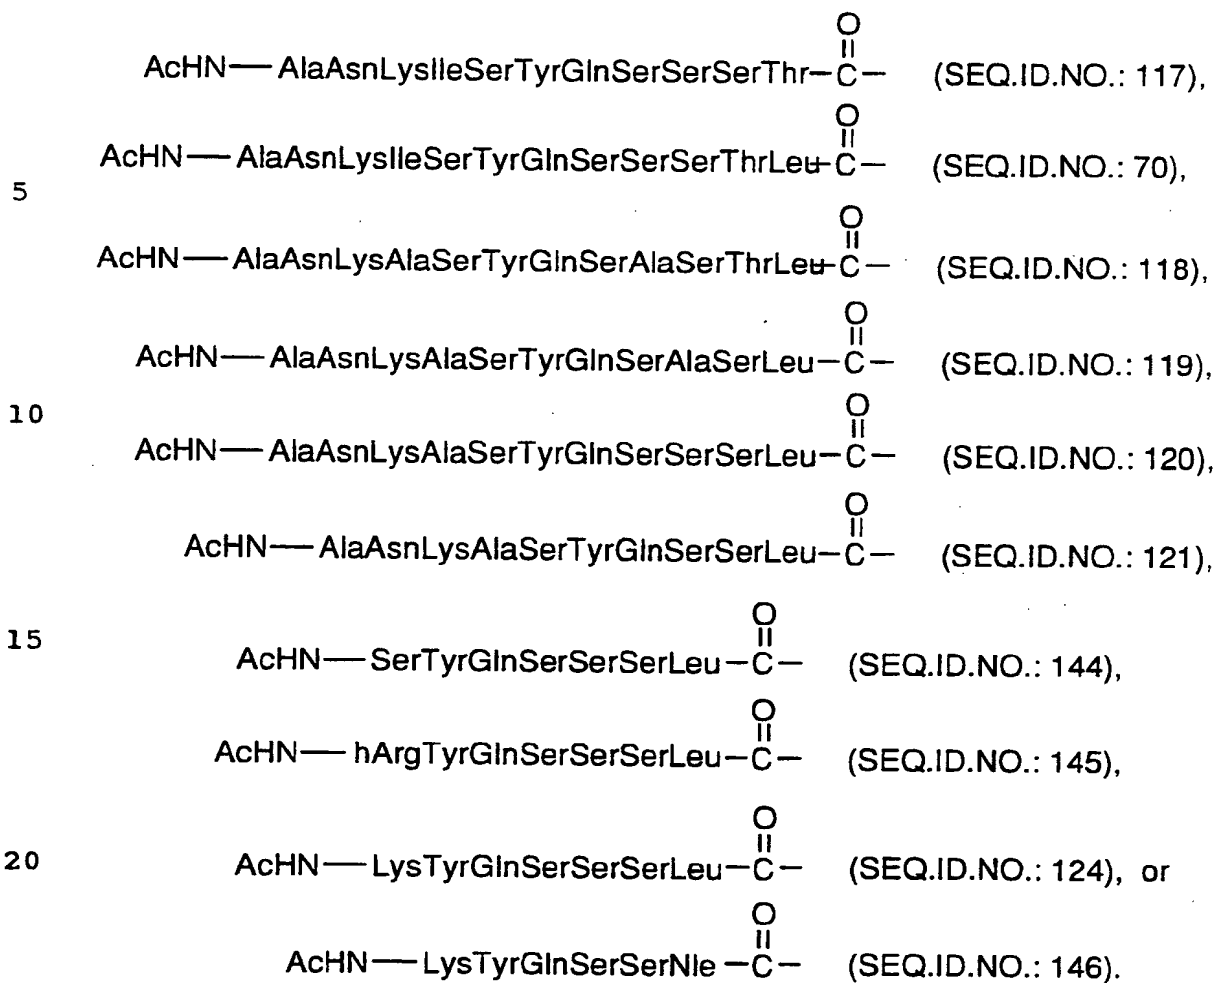 O
AcHN— AlaAsnLysIleSerTyrGlnSerSerSerThr–C– (SEQ.ID.NO.: 117),
O
AcHN— AlaAsnLysIleSerTyrGlnSerSerSerThrLeu–C– (SEQ.ID.NO.: 70),
5
O
AcHN— AlaAsnLysAlaSerTyrGlnSerAlaSerThrLeu–C– (SEQ.ID.NO.: 118),
O
AcHN— AlaAsnLysAlaSerTyrGlnSerAlaSerLeu–C– (SEQ.ID.NO.: 119),
10
O
AcHN— AlaAsnLysAlaSerTyrGlnSerSerSerLeu–C– (SEQ.ID.NO.: 120),
O
AcHN— AlaAsnLysAlaSerTyrGlnSerSerLeu–C– (SEQ.ID.NO.: 121),
15
O
AcHN— SerTyrGlnSerSerSerLeu–C– (SEQ.ID.NO.: 144),
O
AcHN— hArgTyrGlnSerSerSerLeu–C– (SEQ.ID.NO.: 145),
O
20 AcHN— LysTyrGlnSerSerSerLeu–C– (SEQ.ID.NO.: 124), or
O
AcHN— LysTyrGlnSerSerNle –C– (SEQ.ID.NO.: 146).